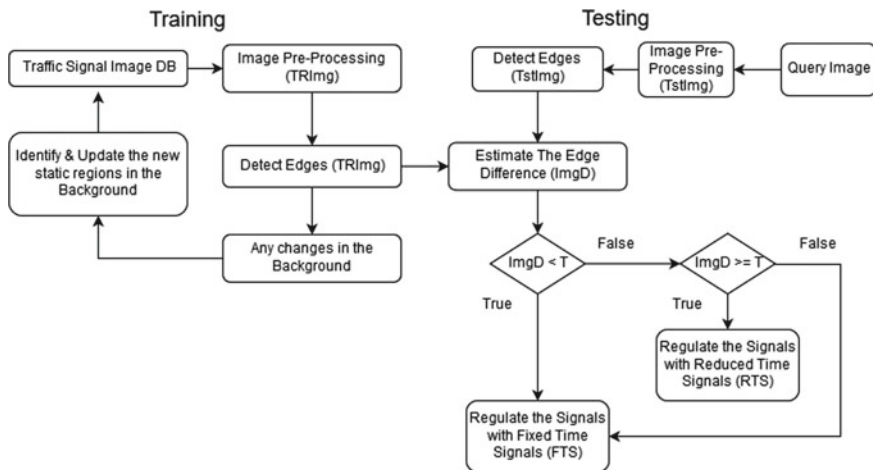 Training
Testing
Traffic Signal Image DB
Image Pre-Processing
(TRImg)
Detect Edges
(TstImg)
Image Pre-
Processing
(TstImg)
Query Image
Identify & Update the new
static regions in the
Background
Detect Edges (TRImg)
Estimate The Edge
Difference (ImgD)
Any changes in the
Background
ImgD < T
False
ImgD >= T
False
True
True
Regulate the Signals
with Reduced Time
Signals (RTS)
Regulate the Signals
with Fixed Time
Signals (FTS)